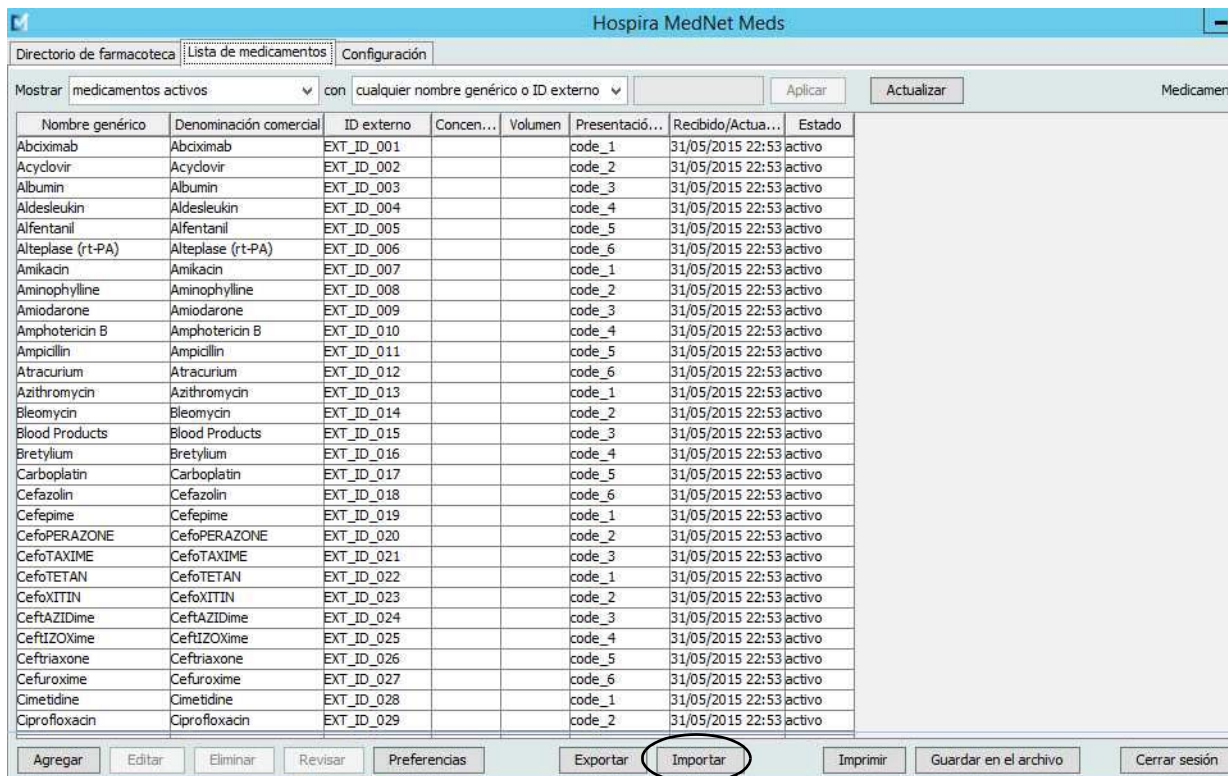 Hospira MedNet Meds
Directorio de farmacoteca Lista de medicamentos Configuración
Mostrar medicamentos activos con cualquier nombre genérico o ID externo Aplicar Actualizar Medicamen
Nombre genérico Denominación comercial ID externo Concen... Volumen Presentació... Recibido/Actua... Estado
Abciximab Abciximab EXT_ID_001 code_1 31/05/2015 22:53 activo
Acyclovir Acyclovir EXT_ID_002 code_2 31/05/2015 22:53 activo
Albumin Albumin EXT_ID_003 code_3 31/05/2015 22:53 activo
Aldesleukin Aldesleukin EXT_ID_004 code_4 31/05/2015 22:53 activo
Alfentanil Alfentanil EXT_ID_005 code_5 31/05/2015 22:53 activo
Alteplase (rt-PA) Alteplase (rt-PA) EXT_ID_006 code_6 31/05/2015 22:53 activo
Amikacin Amikacin EXT_ID_007 code_1 31/05/2015 22:53 activo
Aminophylline Aminophylline EXT_ID_008 code_2 31/05/2015 22:53 activo
Amiodarone Amiodarone EXT_ID_009 code_3 31/05/2015 22:53 activo
Amphotericin B Amphotericin B EXT_ID_010 code_4 31/05/2015 22:53 activo
Ampicillin Ampicillin EXT_ID_011 code_5 31/05/2015 22:53 activo
Atracurium Atracurium EXT_ID_012 code_6 31/05/2015 22:53 activo
Azithromycin Azithromycin EXT_ID_013 code_1 31/05/2015 22:53 activo
Bleomycin Bleomycin EXT_ID_014 code_2 31/05/2015 22:53 activo
Blood Products Blood Products EXT_ID_015 code_3 31/05/2015 22:53 activo
Bretylium Bretylium EXT_ID_016 code_4 31/05/2015 22:53 activo
Carboplatin Carboplatin EXT_ID_017 code_5 31/05/2015 22:53 activo
Cefazolin Cefazolin EXT_ID_018 code_6 31/05/2015 22:53 activo
Cefepime Cefepime EXT_ID_019 code_1 31/05/2015 22:53 activo
CefoPERAZONE CefoPERAZONE EXT_ID_020 code_2 31/05/2015 22:53 activo
CefoTAXIME CefoTAXIME EXT_ID_021 code_3 31/05/2015 22:53 activo
CefoTETAN CefoTETAN EXT_ID_022 code_1 31/05/2015 22:53 activo
CefoXITIN CefoXITIN EXT_ID_023 code_2 31/05/2015 22:53 activo
CeftAZIDime CeftAZIDime EXT_ID_024 code_3 31/05/2015 22:53 activo
CeftIZOXime CeftIZOXime EXT_ID_025 code_4 31/05/2015 22:53 activo
Ceftriaxone Ceftriaxone EXT_ID_026 code_5 31/05/2015 22:53 activo
Cefuroxime Cefuroxime EXT_ID_027 code_6 31/05/2015 22:53 activo
Cimetidine Cimetidine EXT_ID_028 code_1 31/05/2015 22:53 activo
Ciprofloxacin Ciprofloxacin EXT_ID_029 code_2 31/05/2015 22:53 activo
Agregar Editar Eliminar Revisar Preferencias Exportar Importar Imprimir Guardar en el archivo Cerrar sesión